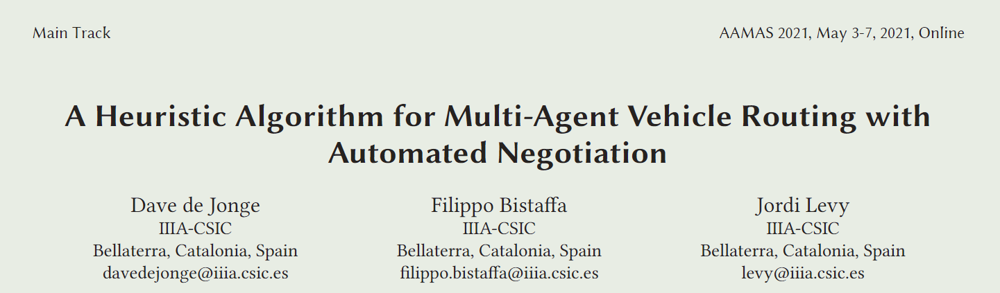 Main Track
AAMAS 2021, May 3-7, 2021, Online
A Heuristic Algorithm for Multi-Agent Vehicle Routing with
Automated Negotiation
Dave de Jonge
IIIA-CSIC
Bellaterra, Catalonia, Spain
davedejonge@iiia.csic.es
Filippo Bistaffa
IIIA-CSIC
Bellaterra, Catalonia, Spain
filippo.bistaffa@iiia.csic.es
Jordi Levy
IIIA-CSIC
Bellaterra, Catalonia, Spain
levy@iiia.csic.es